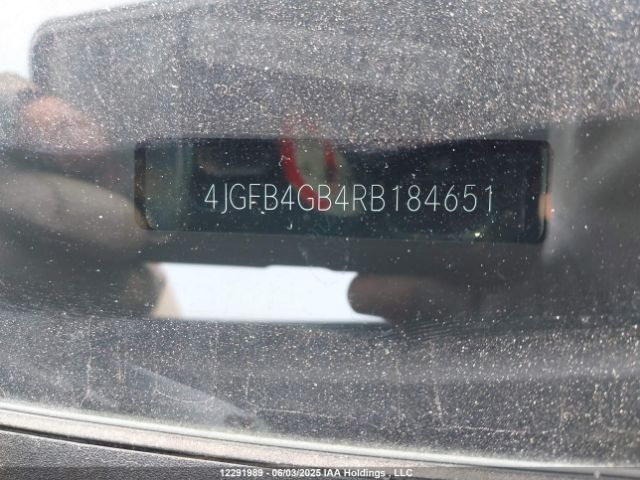 4JGFB4GB4RB184651
12291989 - 06/03/2025 IAA Holdings , LLC